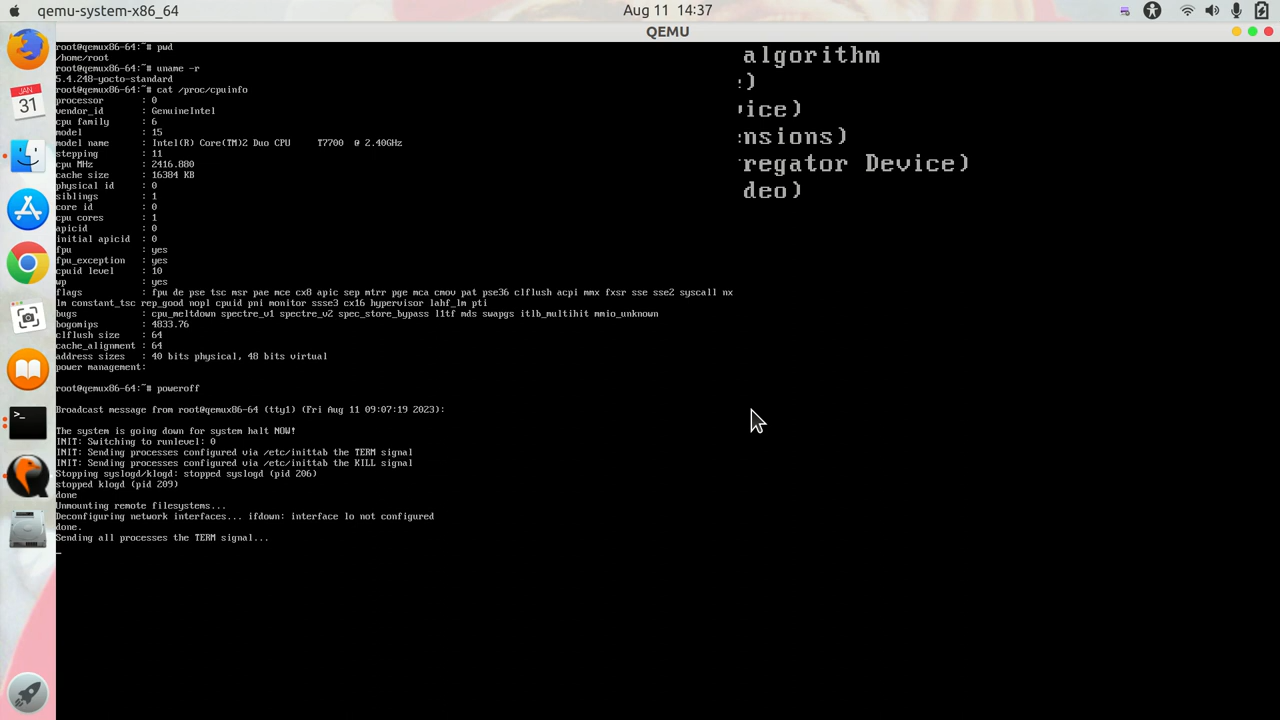 qemu-system-x86_64
Aug 11 14:37
QEMU
JAN
31
root@qemux86-64:~# pwd
/home/root
root@qemux86-64:~# uname -r
5.4.248-yocto-standard
root@qemux86-64:~# cat /proc/cpuinfo
processor : 0
vendor_id : GenuineIntel
cpu family : 6
model : 15
model name : Intel(R) Core(TM)2 Duo CPU T7700 @ 2.40GHz
stepping : 11
cpu MHz : 2416.880
cache size : 16384 KB
physical id : 0
siblings : 1
core id : 0
cpu cores : 1
apicid : 0
initial apicid : 0
fpu : yes
fpu_exception : yes
cpuid level : 10
wp : yes
flags : fpu de pse tsc msr pae mce cx8 apic sep mtrr pge mca cmov pat pse36 clflush acpi mmx fxsr sse sse2 syscall nx
lm constant_tsc rep_good nopl cpuid pni monitor ssse3 cx16 hypervisor lahf_lm pti
bugs : cpu_meltdown spectre_v1 spectre_v2 spec_store_bypass l1tf mds swapgs itlb_multihit mmio_unknown
bogomips : 4833.76
clflush size : 64
cache_alignment : 64
address sizes : 40 bits physical, 48 bits virtual
power management:
root@qemux86-64:~# poweroff
Broadcast message from root@qemux86-64 (tty1) (Fri Aug 11 09:07:19 2023):
The system is going down for system halt NOW!
INIT: Switching to runlevel: 0
INIT: Sending processes configured via /etc/inittab the TERM signal
INIT: Sending processes configured via /etc/inittab the KILL signal
Stopping syslogd/klogd: stopped syslogd (pid 206)
stopped klogd (pid 209)
done
Unmounting remote filesystems...
Deconfiguring network interfaces... ifdown: interface lo not configured
done.
Sending all processes the TERM signal...
_
algorithm
)
ice)
nsions)
regator Device)
deo)
>_